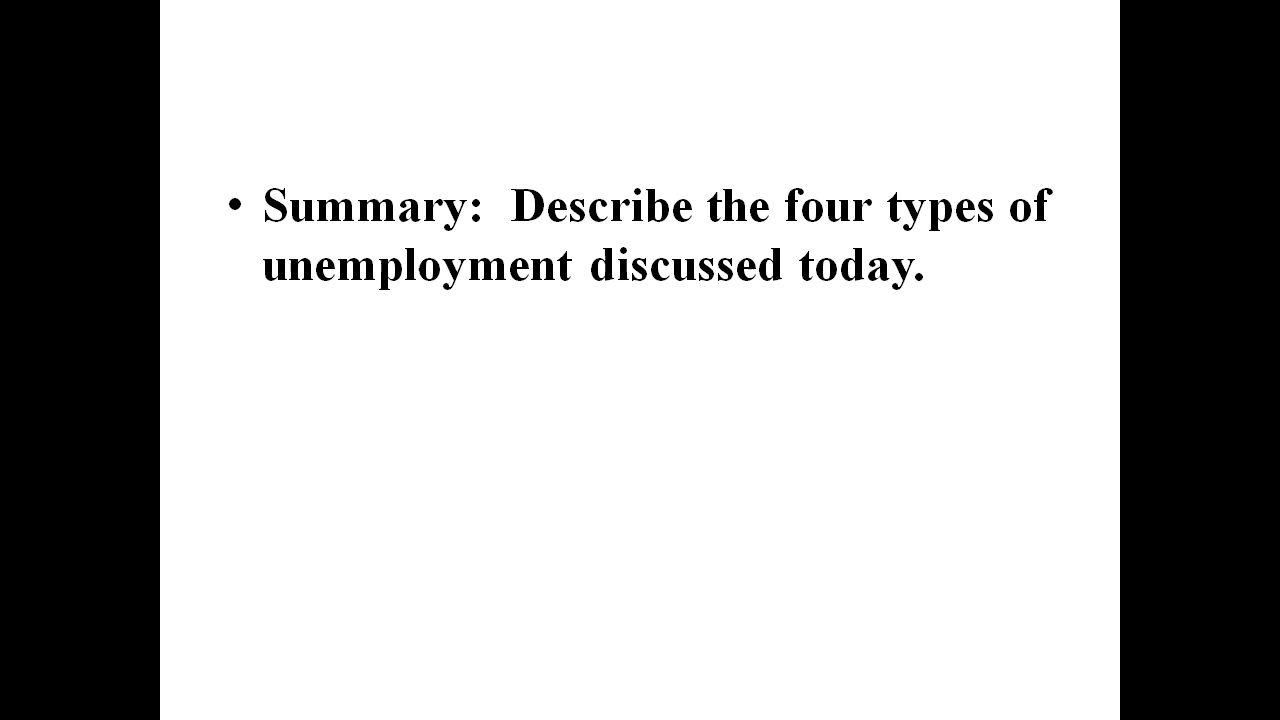 • Summary:  Describe the four types of
unemployment discussed today.